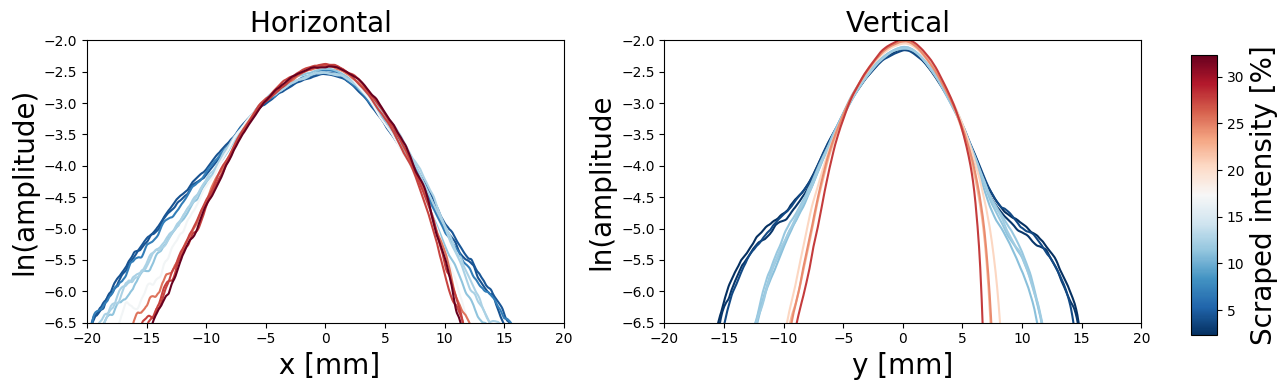 Horizontal
Vertical
ln(amplitude)
−2.0
−2.5
−3.0
−3.5
−4.0
−4.5
−5.0
−5.5
−6.0
−6.5
−20 −15 −10 −5 0 5 10 15 20
x [mm]
ln(amplitude
−2.0
−2.5
−3.0
−3.5
−4.0
−4.5
−5.0
−5.5
−6.0
−6.5
−20 −15 −10 −5 0 5 10 15 20
y [mm]
30
25
20
15
10
5
Scraped intensity [%]